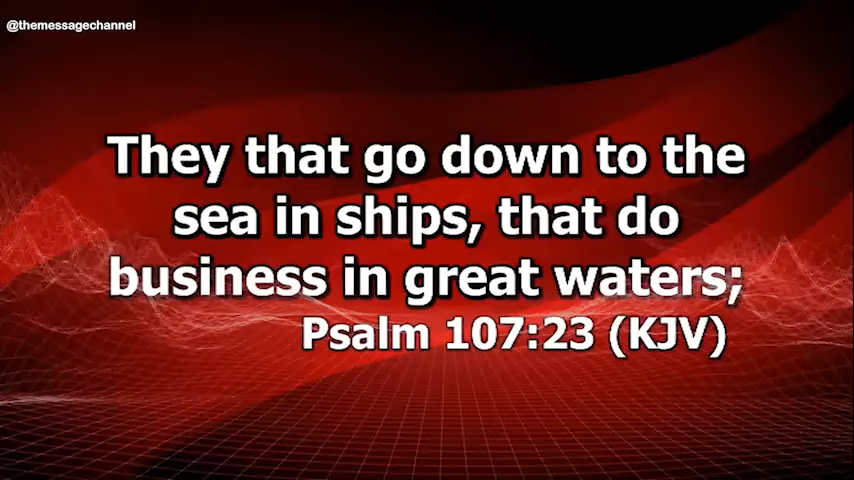 @themessagechannel
They that go down to the
sea in ships, that do
business in great waters;
Psalm 107:23 (KJV)